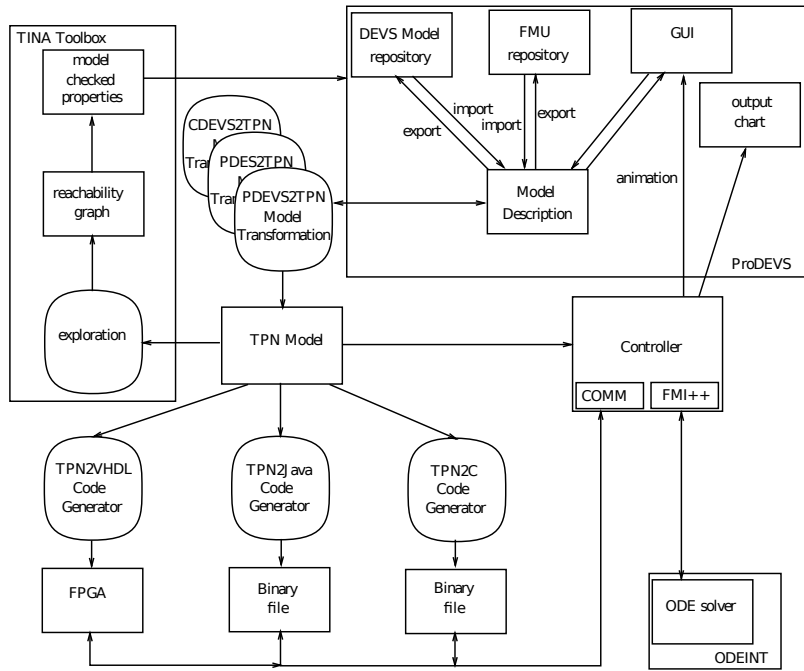 TINA Toolbox
model
checked
properties
reachability
graph
exploration
CDEVS2TPN
M
Tra
PDES2TPN
M
Trans
PDEVS2TPN
Model
Transformation
DEVS Model
repository
FMU
repository
GUI
import
import
export
export
Model
Description
animation
output
chart
ProDEVS
TPN Model
Controller
COMM
FMI++
TPN2VHDL
Code
Generator
TPN2Java
Code
Generator
TPN2C
Code
Generator
FPGA
Binary
file
Binary
file
ODE solver
ODEINT